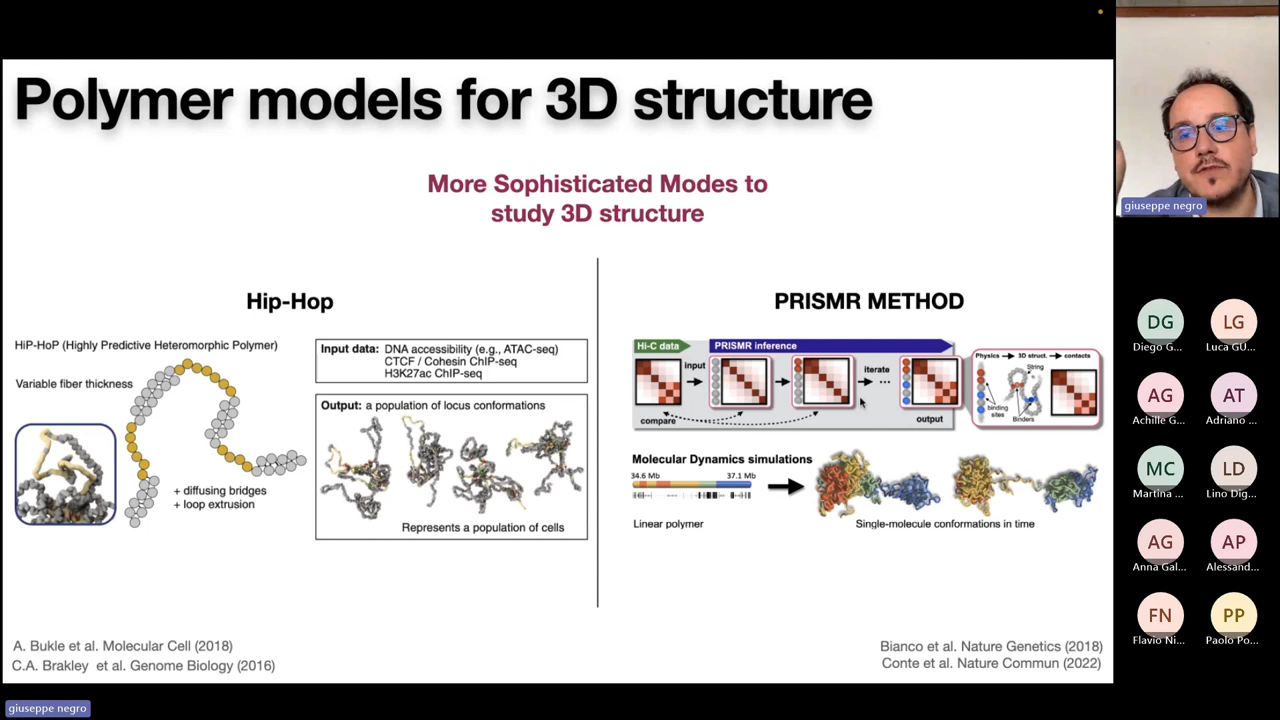 Polymer models for 3D structure
More Sophisticated Modes to
study 3D structure
Hip-Hop
HiP-HoP (Highly Predictive Heteromorphic Polymer)
Variable fiber thickness
+ diffusing bridges
+ loop extrusion
Input data: DNA accessibility (e.g., ATAC-seq)
CTCF / Cohesin ChIP-seq
H3K27ac ChIP-seq
Output: a population of locus conformations
Represents a population of cells
PRISMR METHOD
Hi-C data
PRISMR inference
input
iterate
...
compare
output
Physics
3D struct.
contacts
String
binding
sites
Binders
Molecular Dynamics simulations
34.6 Mb
37.1 Mb
Linear polymer
Single-molecule conformations in time
A. Bukle et al. Molecular Cell (2018)
C.A. Brakley et al. Genome Biology (2016)
Bianco et al. Nature Genetics (2018)
Conte et al. Nature Commun (2022)
giuseppe negro
giuseppe negro
DG
Diego G...
LG
Luca GU...
AG
Achille G...
AT
Adriano ...
MC
Martina ...
LD
Lino Dig...
AG
Anna Gal...
AP
Alessand...
FN
Flavio Ni...
PP
Paolo Po...